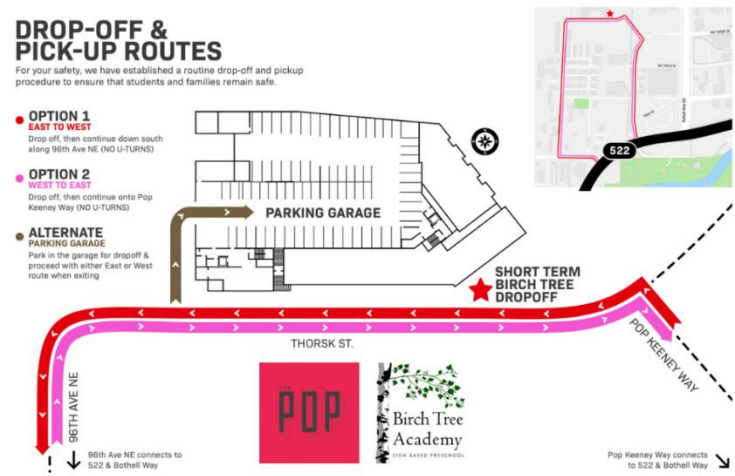 DROP-OFF &
PICK-UP ROUTES
For your safety, we have established a routine drop-off and pickup
procedure to ensure that students and families remain safe.
OPTION 1
EAST TO WEST
Drop off, then continue down south
along 96th Ave NE (NO U-TURNS)
OPTION 2
WEST TO EAST
Drop off, then continue onto Pop
Keeney Way (NO U-TURNS)
ALTERNATE
PARKING GARAGE
Park in the garage for dropoff &
proceed with either East or West
route when exiting
522
PARKING GARAGE
SHORT TERM
BIRCH TREE
DROPOFF
THORSK ST.
POP KEENEY WAY
96TH AVE NE
THE
POP
Birch Tree
Academy
STEM BASED PRESCHOOL
96th Ave NE connects to
522 & Bothell Way
Pop Keeney Way connects
to 522 & Bothell Way